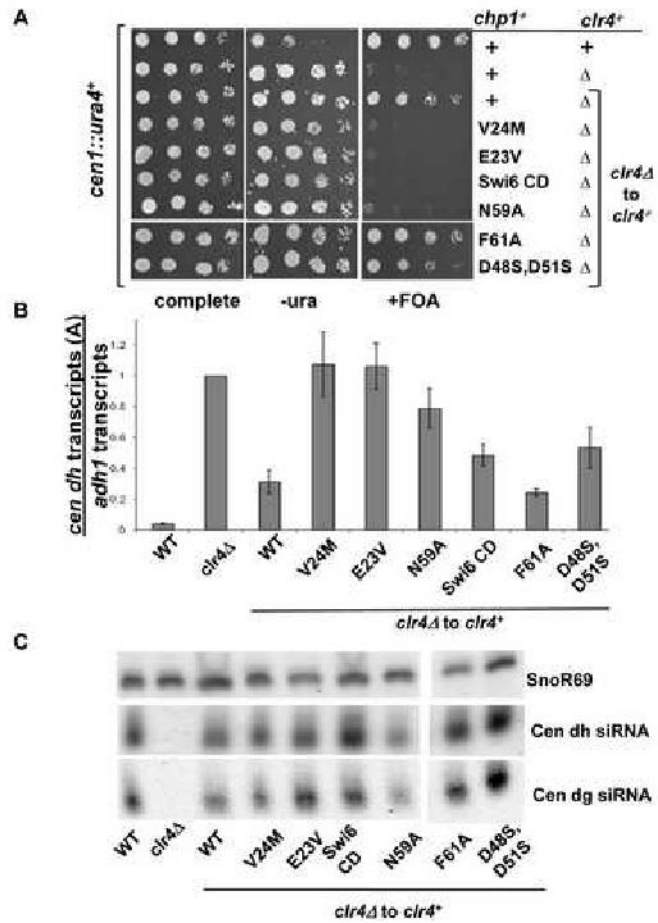 A
chp1+ clr4+
+ +
+ Δ
+ Δ
V24M Δ
E23V Δ
Swi6 CD Δ
N59A Δ
F61A Δ
D48S,D51S Δ
cen1::ura4+
clr4Δ
to
clr4+
complete -ura +FOA
B
cen dh transcripts (A)
adh1 transcripts
1.2
1
0.8
0.6
0.4
0.2
0
WT clr4Δ WT V24M E23V N59A Swi6 CD F61A D48S,
D51S
clr4Δ to clr4+
C
SnoR69
Cen dh siRNA
Cen dg siRNA
WT clr4Δ WT V24M E23V Swi6
CD N59A F61A D48S,
D51S
clr4Δ to clr4+